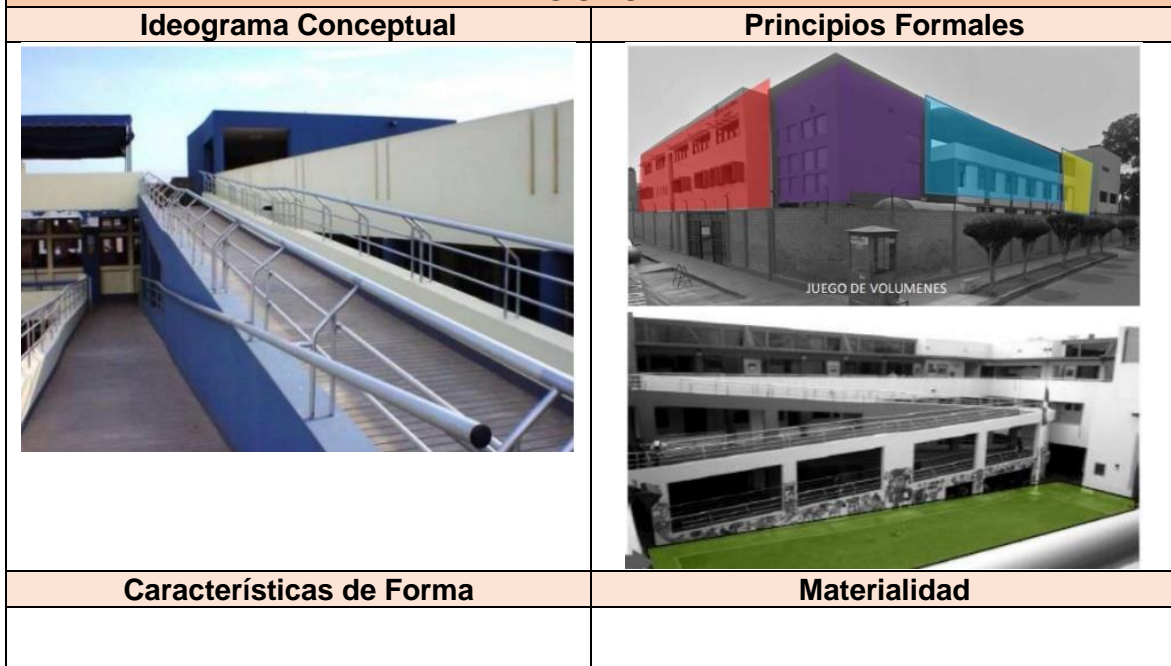 Ideograma Conceptual
Principios Formales
JUEGO DE VOLUMENES
Características de Forma
Materialidad